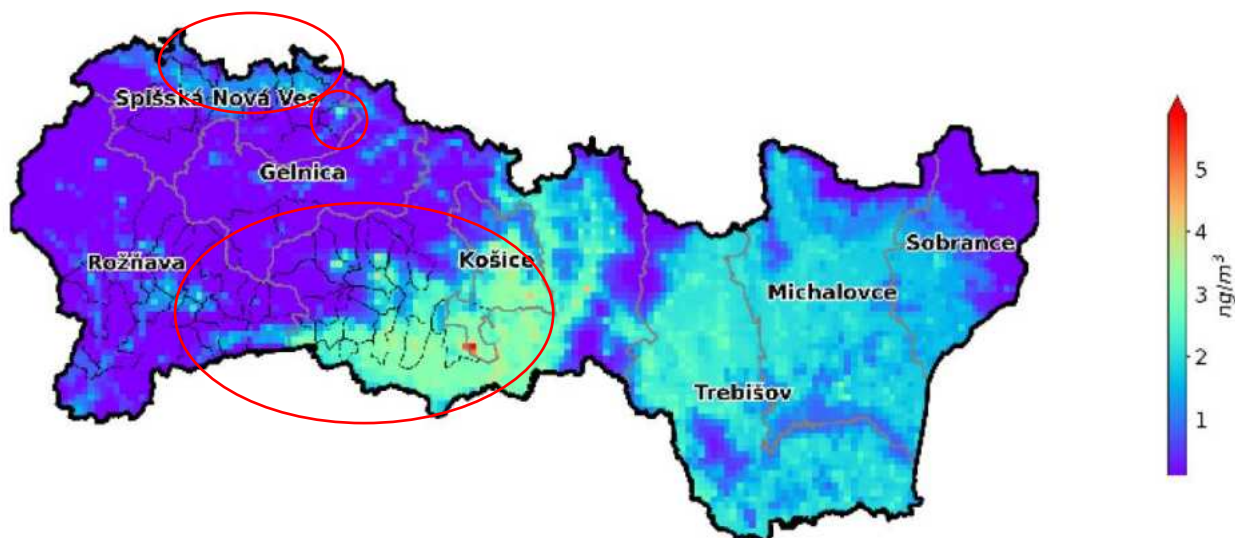 Spišská Nová Ves
Gelnica
Rožňava
Košice
Sobrance
Michalovce
Trebišov
5
4
3
2
1
ng/m³